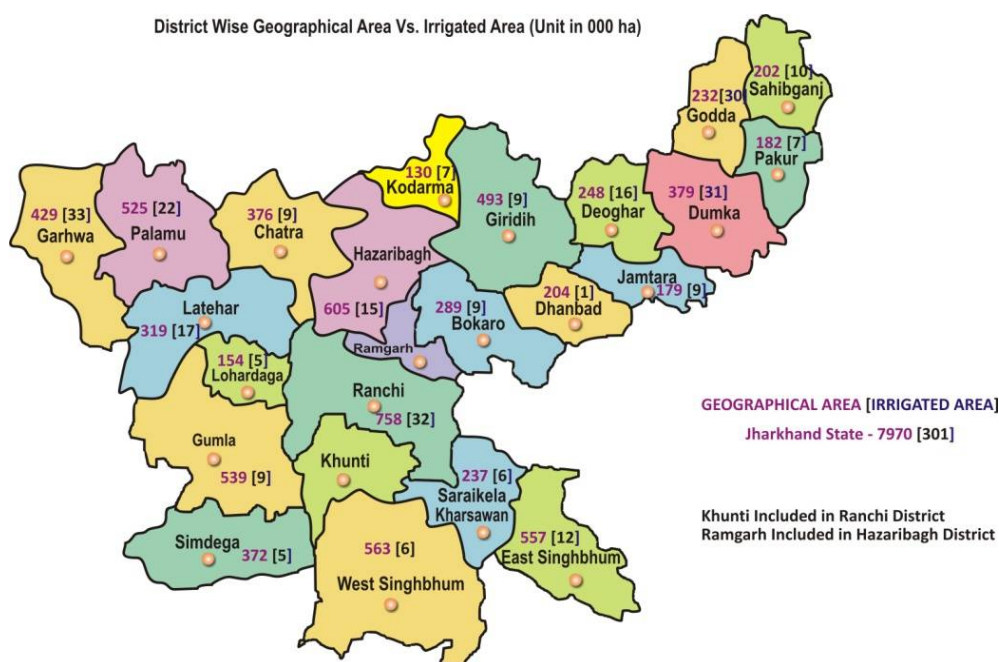 District Wise Geographical Area Vs. Irrigated Area (Unit in 000 ha)
202 [10]
Sahibganj
232[30]
Godda
182 [7]
Pakur
130 [7]
Kodarma
493 [9]
Giridih
248 [16]
Deoghar
379 [31]
Dumka
429 [33]
Garhwa
525 [22]
Palamu
376 [9]
Chatra
Hazaribagh
605 [15]
Jamtara
179 [9]
204 [1]
Dhanbad
289 [9]
Bokaro
Latehar
319 [17]
Ramgarh
154 [5]
Lohardaga
Ranchi
758 [32]
GEOGRAPHICAL AREA [IRRIGATED AREA]
Jharkhand State - 7970 [301]
Gumla
539 [9]
Khunti
237 [6]
Saraikela
Kharsawan
Khunti Included in Ranchi District
Ramgarh Included in Hazaribagh District
Simdega
372 [5]
563 [6]
West Singhbhum
557 [12]
East Singhbhum